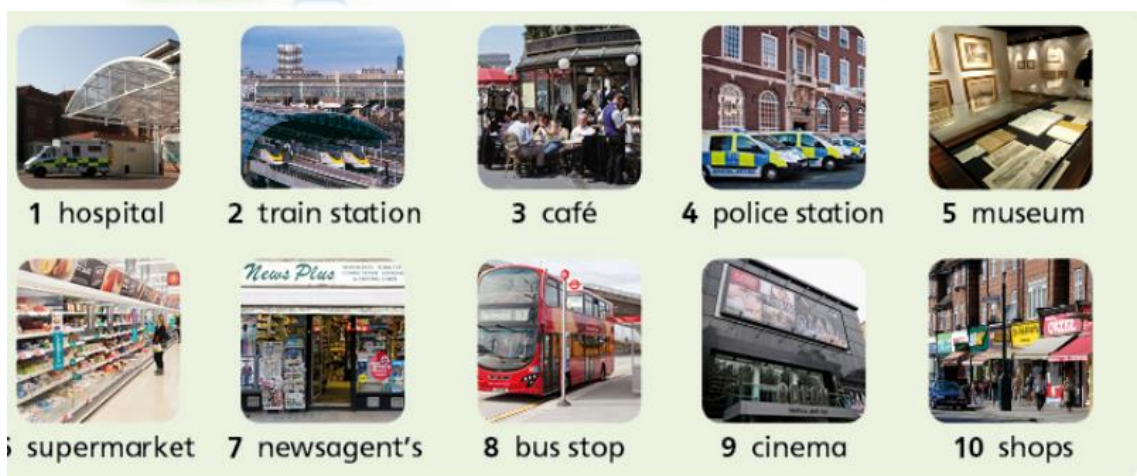 1 hospital
2 train station
3 café
4 police station
5 museum
News Plus
supermarket
7 newsagent's
8 bus stop
9 cinema
10 shops